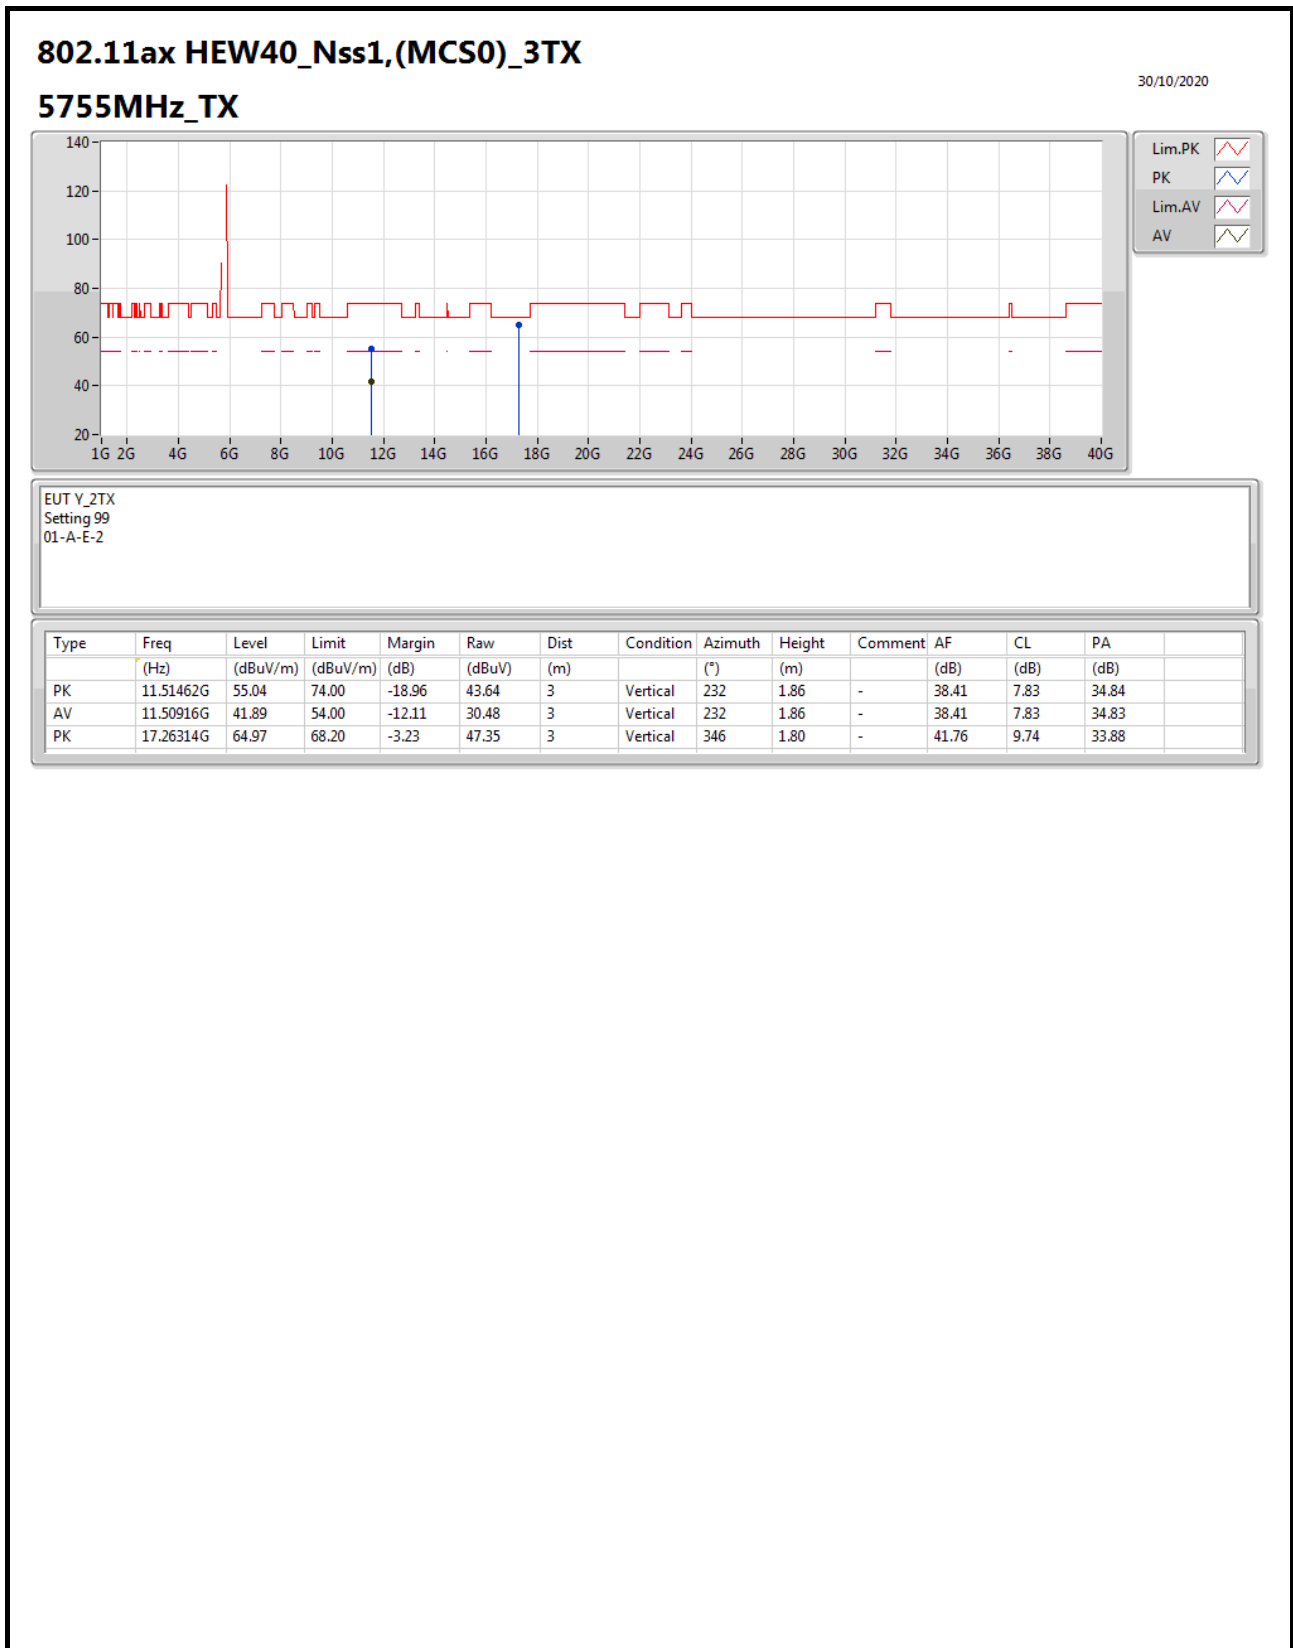 802.11ax HEW40_Nss1,(MCS0)_3TX
30/10/2020
5755MHz_TX
140
120
100
80
60
40
20
1G 2G 4G 6G 8G 10G 12G 14G 16G 18G 20G 22G 24G 26G 28G 30G 32G 34G 36G 38G 40G
Lim.PK
PK
Lim.AV
AV
EUT Y_2TX
Setting 99
01-A-E-2
Type Freq Level Limit Margin Raw Dist Condition Azimuth Height Comment AF CL PA
(Hz) (dBuV/m) (dBuV/m) (dB) (dBuV) (m) (°) (m) (dB) (dB) (dB)
PK 11.51462G 55.04 74.00 -18.96 43.64 3 Vertical 232 1.86 - 38.41 7.83 34.84
AV 11.50916G 41.89 54.00 -12.11 30.48 3 Vertical 232 1.86 - 38.41 7.83 34.83
PK 17.26314G 64.97 68.20 -3.23 47.35 3 Vertical 346 1.80 - 41.76 9.74 33.88